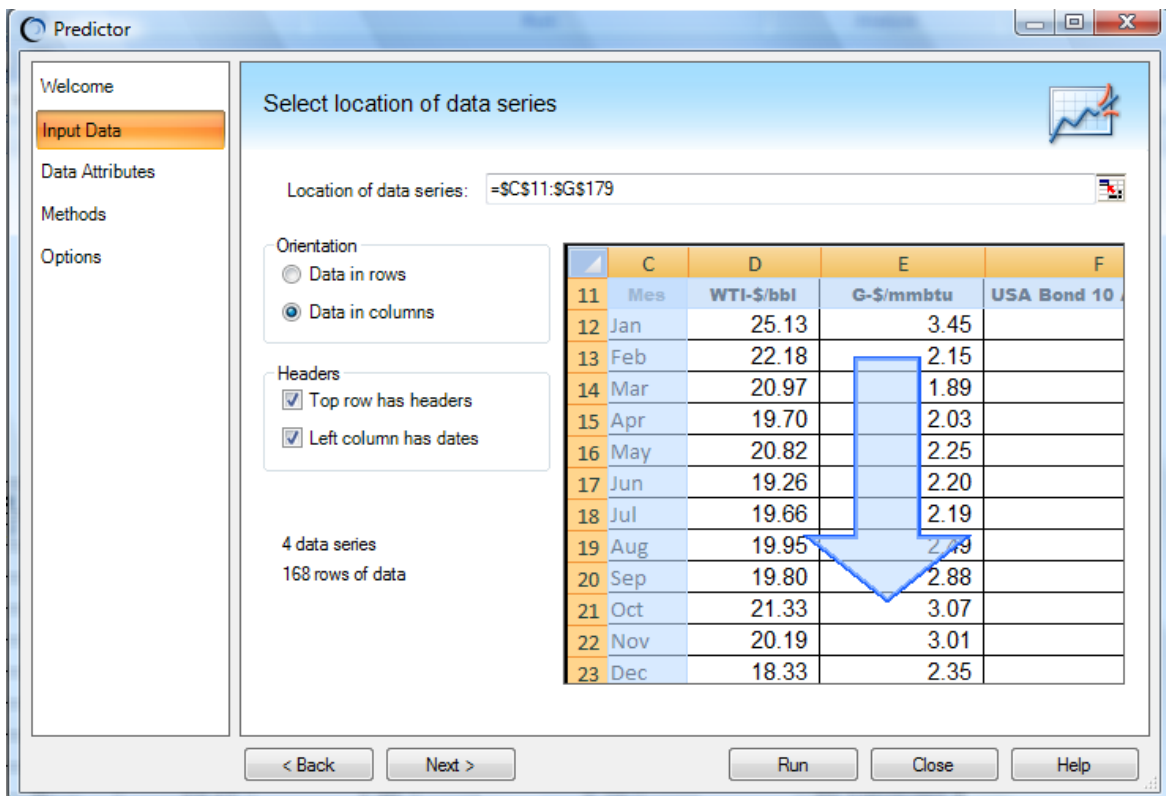 Predictor
Welcome
Input Data
Data Attributes
Methods
Options
Select location of data series
Location of data series: =$C$11:$G$179
Orientation
Data in rows
Data in columns
Headers
Top row has headers
Left column has dates
4 data series
168 rows of data
C D E F
11 Mes WTI-$/bbl G-$/mmbtu USA Bond 10
12 Jan 25.13 3.45
13 Feb 22.18 2.15
14 Mar 20.97 1.89
15 Apr 19.70 2.03
16 May 20.82 2.25
17 Jun 19.26 2.20
18 Jul 19.66 2.19
19 Aug 19.95 2.49
20 Sep 19.80 2.88
21 Oct 21.33 3.07
22 Nov 20.19 3.01
23 Dec 18.33 2.35
< Back Next > Run Close Help